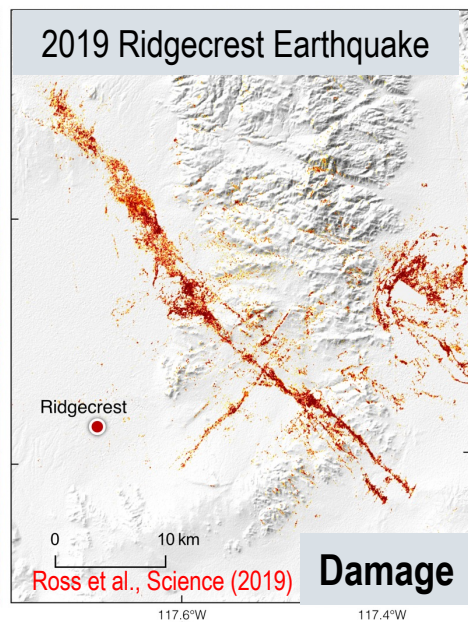 2019 Ridgecrest Earthquake
Ridgecrest
0 10 km
Ross et al., Science (2019)
Damage
117.6°W 117.4°W